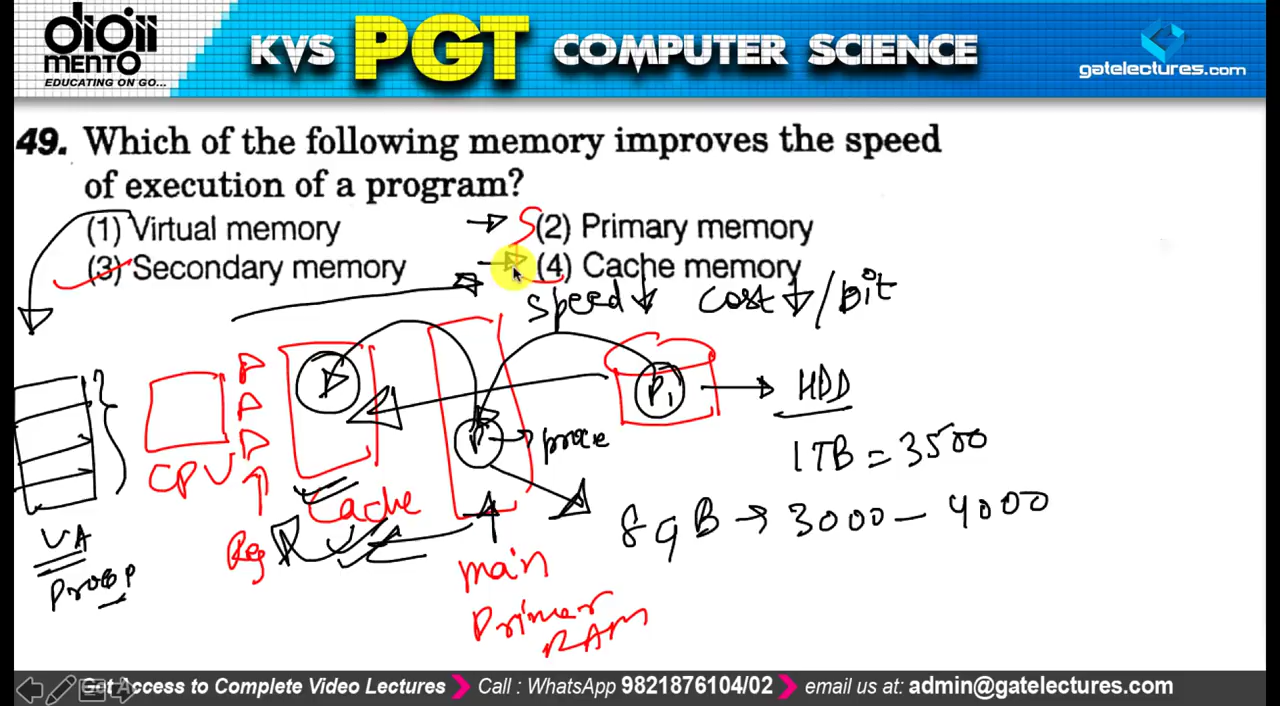 digii
mento
EDUCATING ON GO...
KVS PGT COMPUTER SCIENCE
gatelectures.com
49. Which of the following memory improves the speed
of execution of a program?
(1) Virtual memory
(2) Primary memory
(3) Secondary memory
(4) Cache memory
speed
cost /bit
P1
HDD
P
1TB = 3500
CPU
Cache
8GB → 3000 - 4000
VA
Reg
main
RAM
Get Access to Complete Video Lectures
Call : WhatsApp 9821876104/02
email us at: admin@gatelectures.com